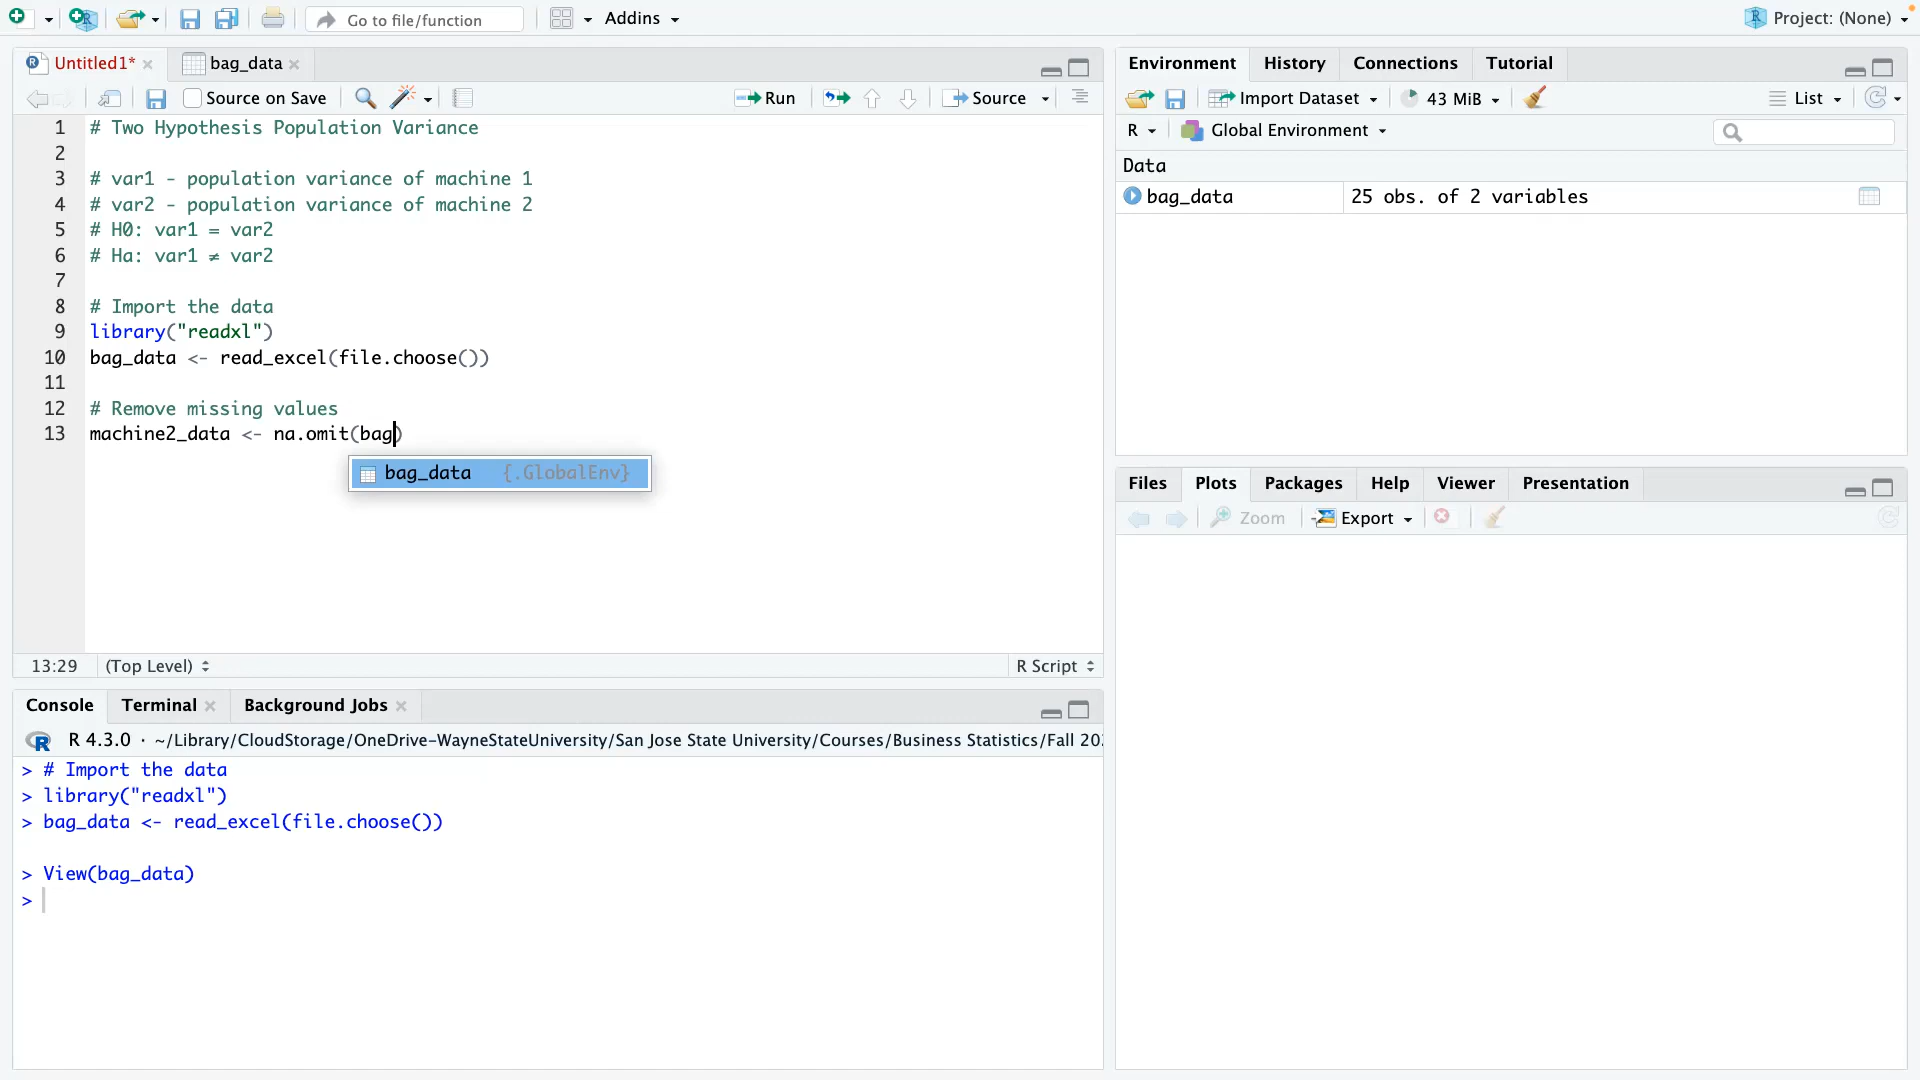 Go to file/function
Addins
Project: (None)
Untitled1*
bag_data
Source on Save
Run
Source
1 # Two Hypothesis Population Variance
2
3 # var1 - population variance of machine 1
4 # var2 - population variance of machine 2
5 # H0: var1 = var2
6 # Ha: var1 ≠ var2
7
8 # Import the data
9 library("readxl")
10 bag_data <- read_excel(file.choose())
11
12 # Remove missing values
13 machine2_data <- na.omit(bag)
bag_data {.GlobalEnv}
13:29 (Top Level) R Script
Console Terminal Background Jobs
R 4.3.0 · ~/Library/CloudStorage/OneDrive-WayneStateUniversity/San Jose State University/Courses/Business Statistics/Fall 20
> # Import the data
> library("readxl")
> bag_data <- read_excel(file.choose())
> View(bag_data)
>
Environment History Connections Tutorial
Import Dataset 43 MiB List
R Global Environment
Data
bag_data 25 obs. of 2 variables
Files Plots Packages Help Viewer Presentation
Zoom Export